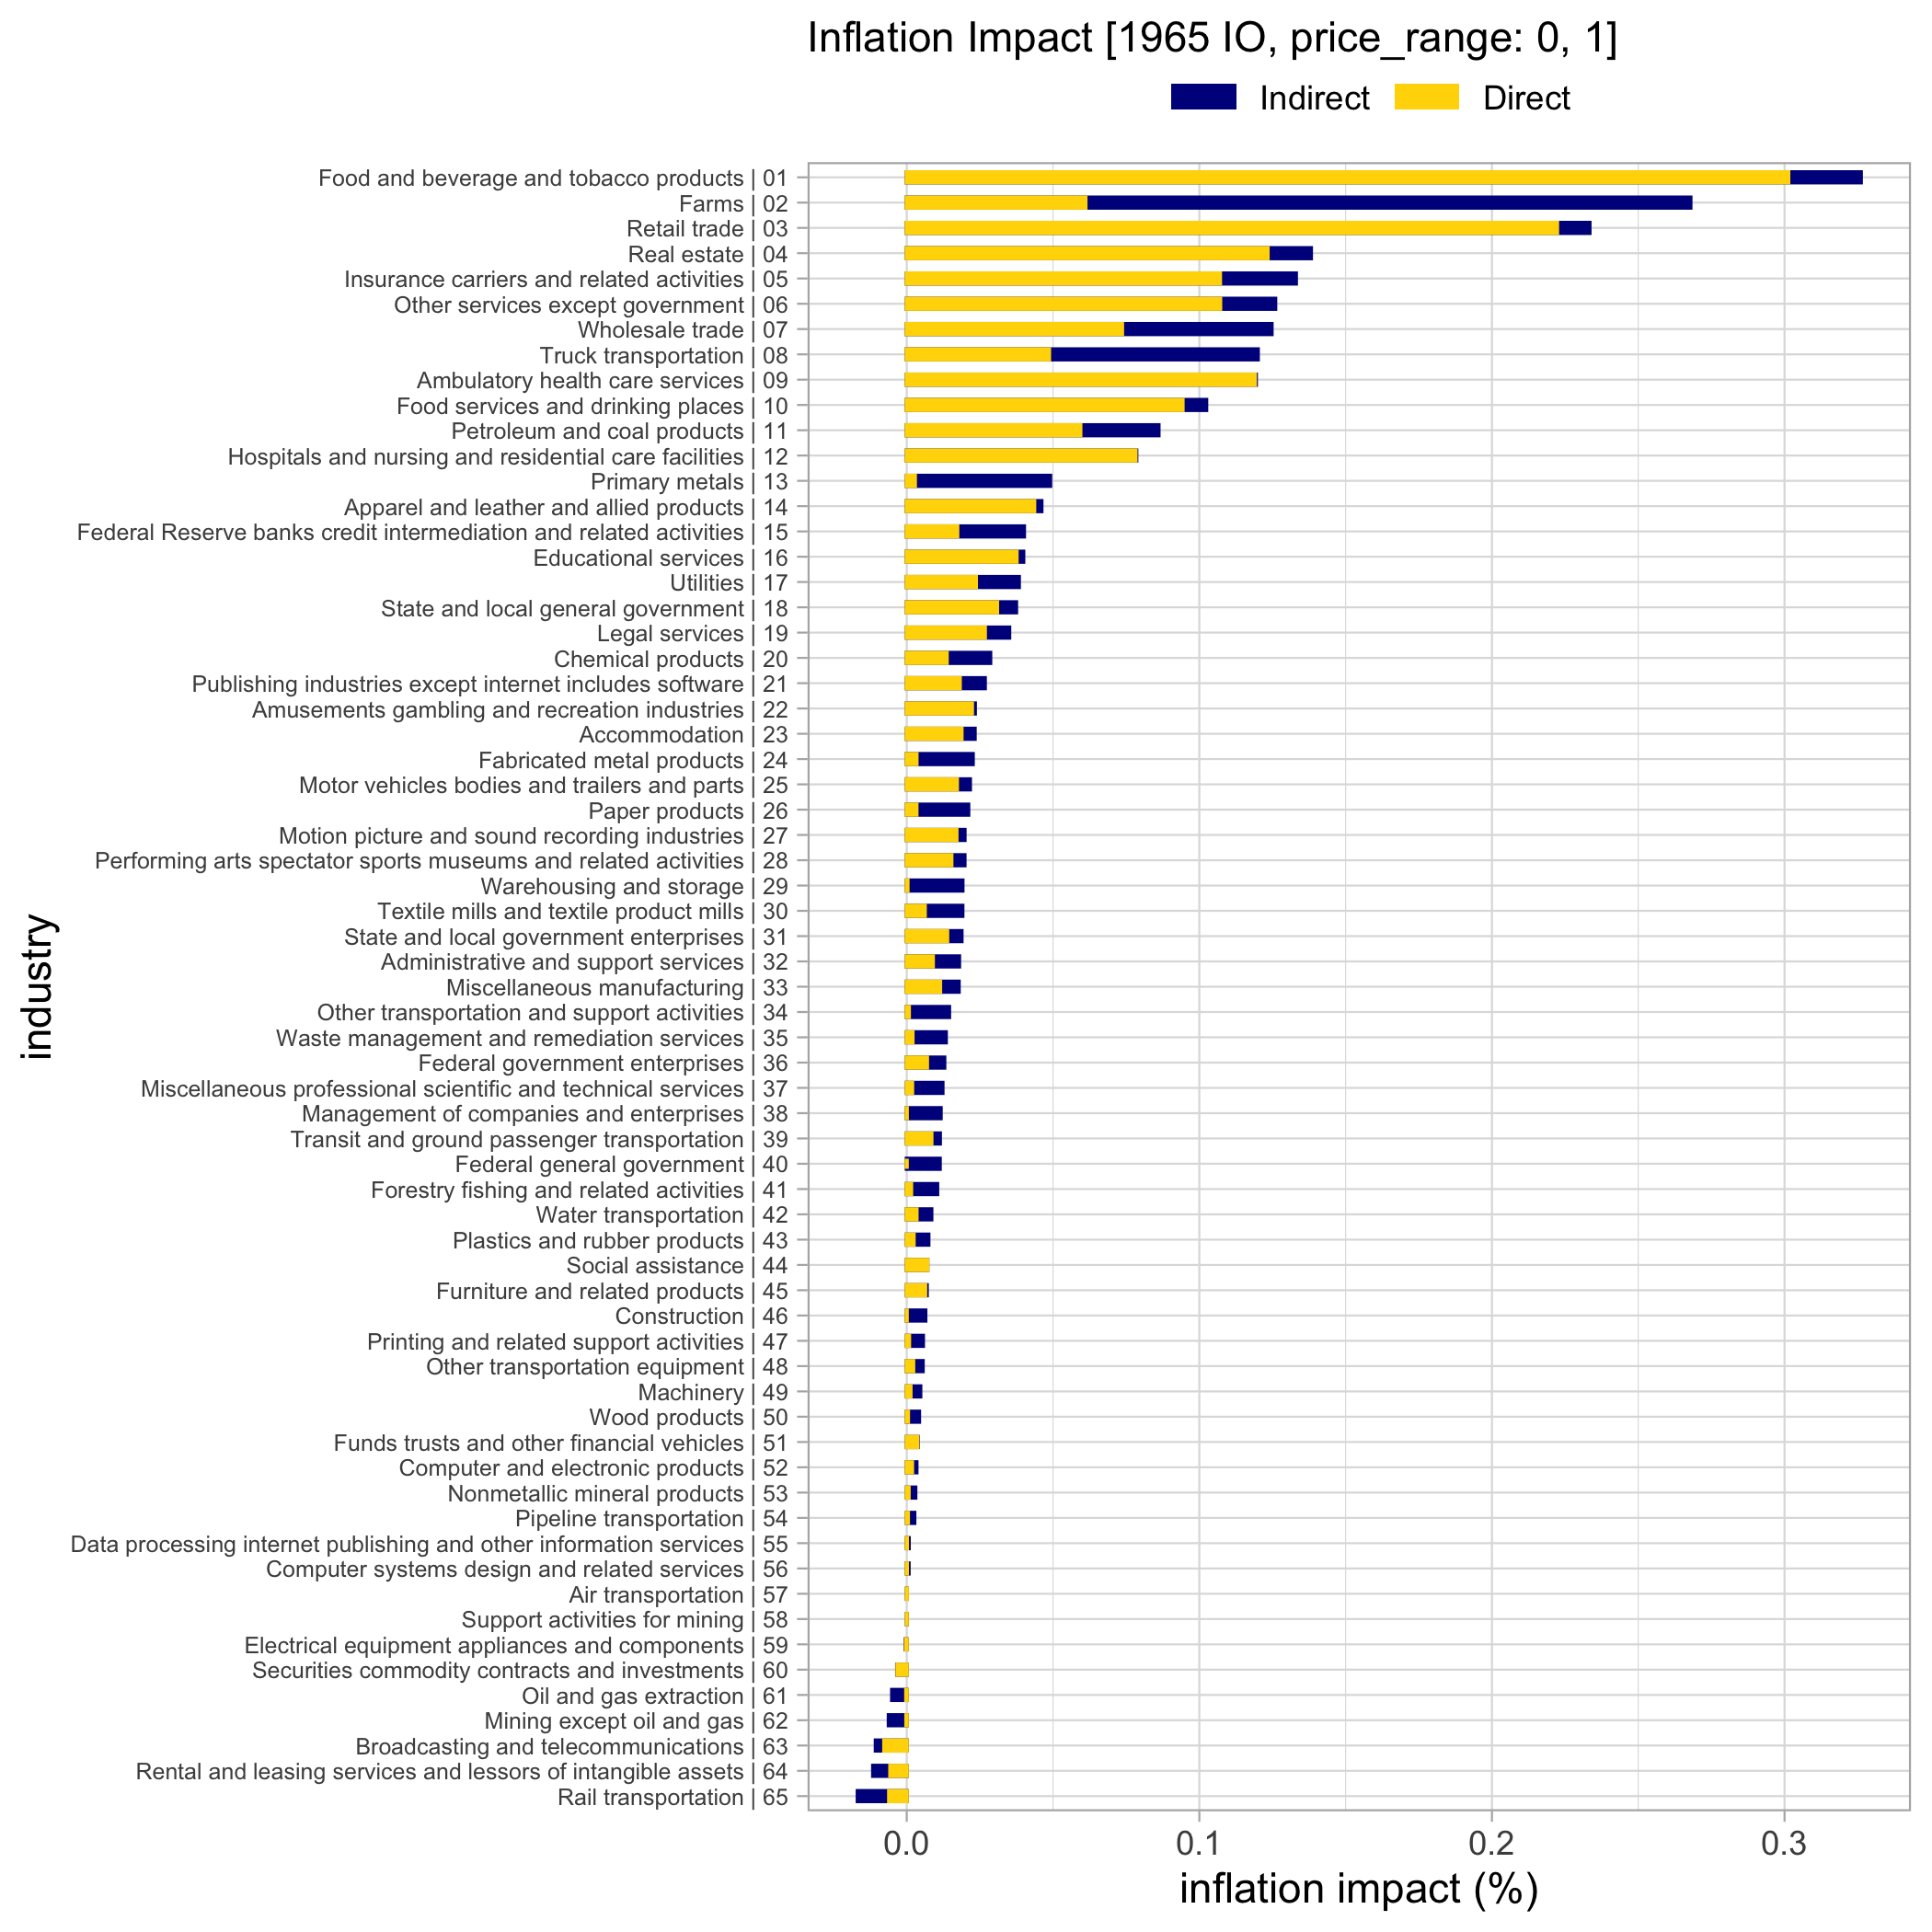 Inflation Impact [1965 IO, price_range: 0, 1]
Indirect Direct
Food and beverage and tobacco products | 01
Farms | 02
Retail trade | 03
Real estate | 04
Insurance carriers and related activities | 05
Other services except government | 06
Wholesale trade | 07
Truck transportation | 08
Ambulatory health care services | 09
Food services and drinking places | 10
Petroleum and coal products | 11
Hospitals and nursing and residential care facilities | 12
Primary metals | 13
Apparel and leather and allied products | 14
Federal Reserve banks credit intermediation and related activities | 15
Educational services | 16
Utilities | 17
State and local general government | 18
Legal services | 19
Chemical products | 20
Publishing industries except internet includes software | 21
Amusements gambling and recreation industries | 22
Accommodation | 23
Fabricated metal products | 24
Motor vehicles bodies and trailers and parts | 25
Paper products | 26
Motion picture and sound recording industries | 27
Performing arts spectator sports museums and related activities | 28
Warehousing and storage | 29
Textile mills and textile product mills | 30
State and local government enterprises | 31
Administrative and support services | 32
Miscellaneous manufacturing | 33
Other transportation and support activities | 34
Waste management and remediation services | 35
Federal government enterprises | 36
Miscellaneous professional scientific and technical services | 37
Management of companies and enterprises | 38
Transit and ground passenger transportation | 39
Federal general government | 40
Forestry fishing and related activities | 41
Water transportation | 42
Plastics and rubber products | 43
Social assistance | 44
Furniture and related products | 45
Construction | 46
Printing and related support activities | 47
Other transportation equipment | 48
Machinery | 49
Wood products | 50
Funds trusts and other financial vehicles | 51
Computer and electronic products | 52
Nonmetallic mineral products | 53
Pipeline transportation | 54
Data processing internet publishing and other information services | 55
Computer systems design and related services | 56
Air transportation | 57
Support activities for mining | 58
Electrical equipment appliances and components | 59
Securities commodity contracts and investments | 60
Oil and gas extraction | 61
Mining except oil and gas | 62
Broadcasting and telecommunications | 63
Rental and leasing services and lessors of intangible assets | 64
Rail transportation | 65
industry
0.0 0.1 0.2 0.3
inflation impact (%)